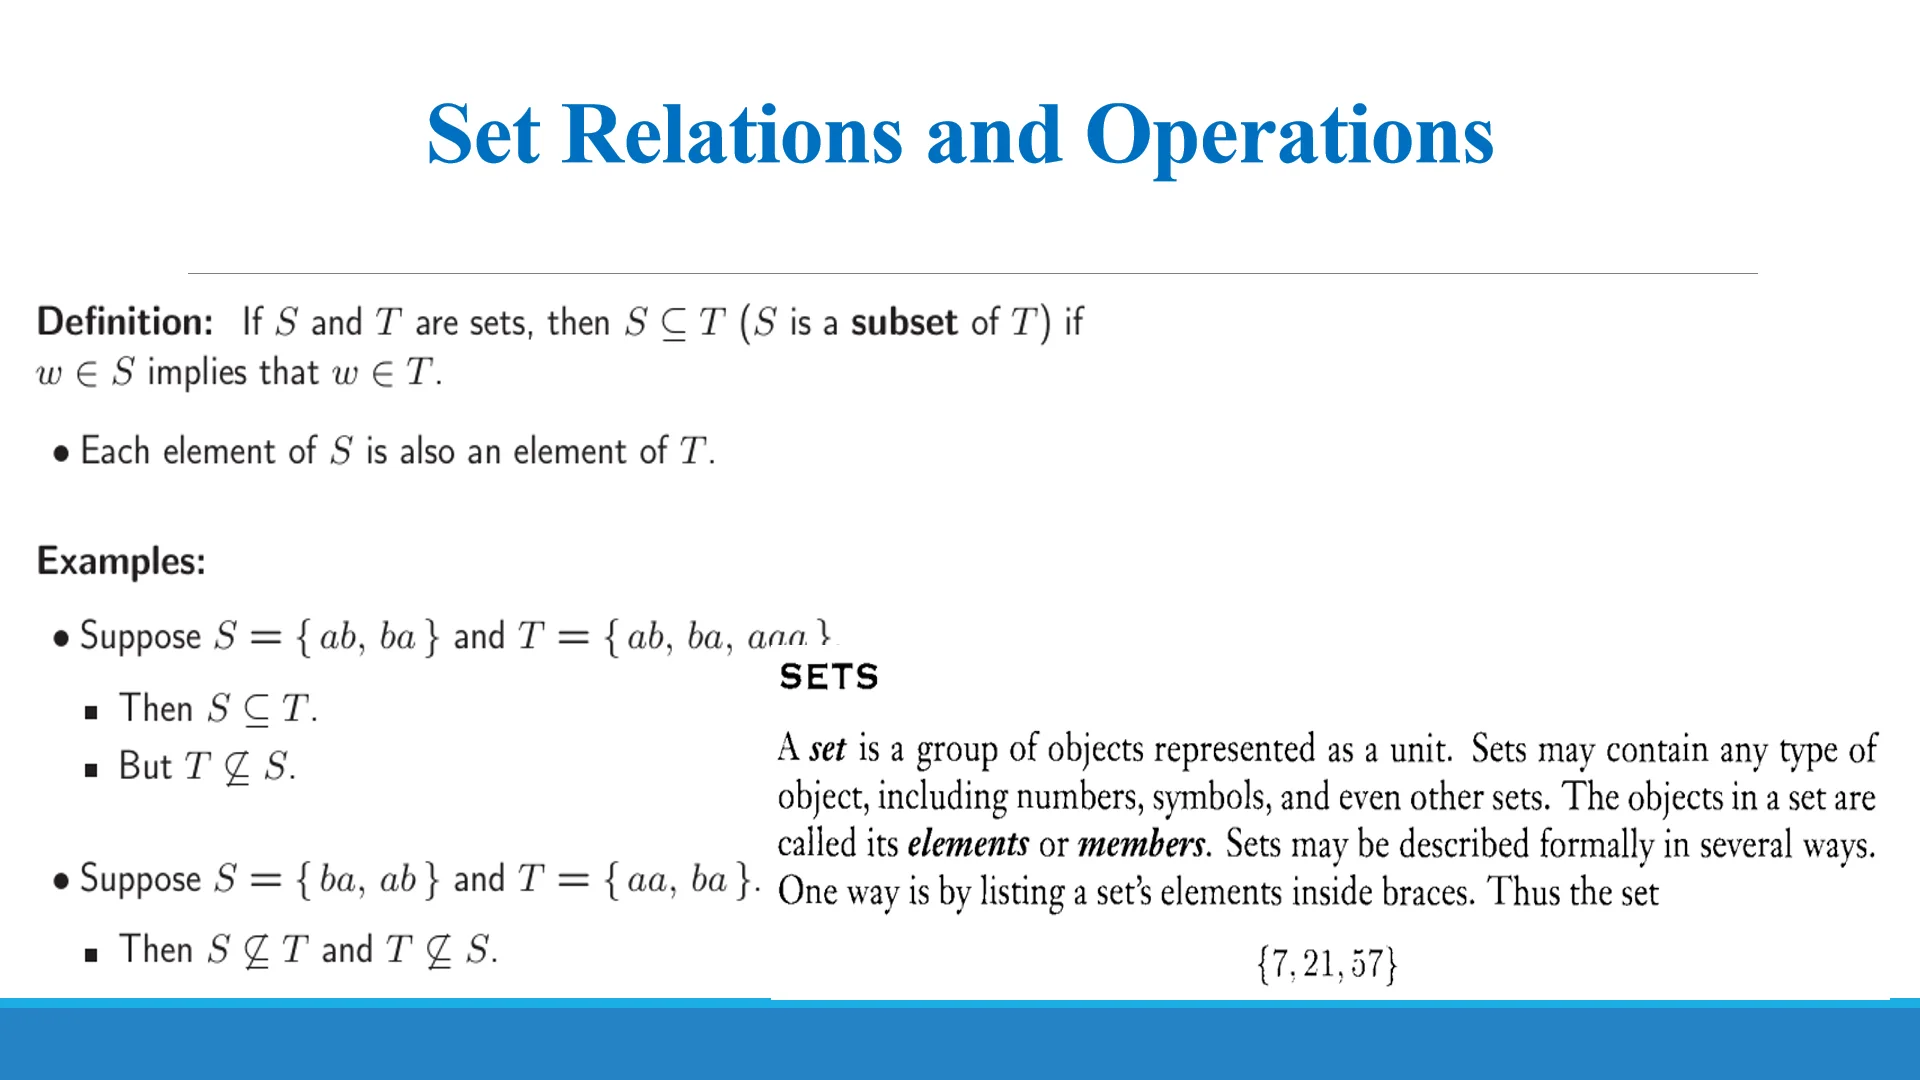 Set Relations and Operations
Definition: If S and T are sets, then S ⊆ T (S is a subset of T) if
w ∈ S implies that w ∈ T.
• Each element of S is also an element of T.
Examples:
• Suppose S = { ab, ba } and T = { ab, ba, aaa }.
▪ Then S ⊆ T.
▪ But T ⊈ S.
• Suppose S = { ba, ab } and T = { aa, ba }.
▪ Then S ⊈ T and T ⊈ S.
SETS
A set is a group of objects represented as a unit. Sets may contain any type of
object, including numbers, symbols, and even other sets. The objects in a set are
called its elements or members. Sets may be described formally in several ways.
One way is by listing a set's elements inside braces. Thus the set
{7, 21, 57}